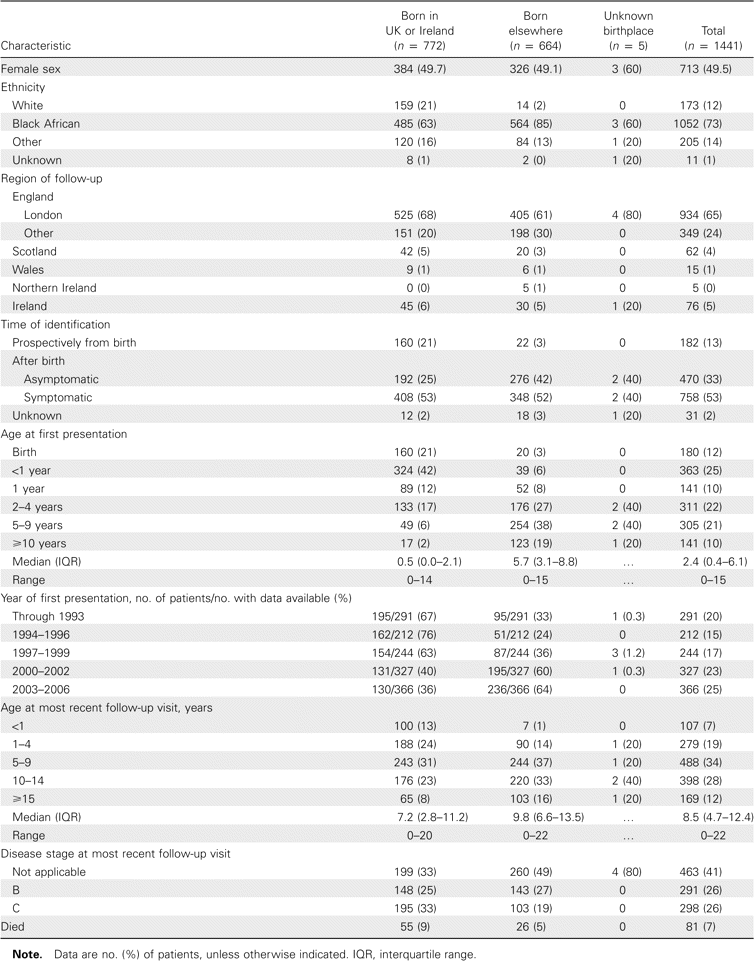 Born in
UK or Ireland
(n = 772)
Born
elsewhere
(n = 664)
Unknown
birthplace
(n = 5)
Total
(n = 1441)
Characteristic
Female sex 384 (49.7) 326 (49.1) 3 (60) 713 (49.5)
Ethnicity
White 159 (21) 14 (2) 0 173 (12)
Black African 485 (63) 564 (85) 3 (60) 1052 (73)
Other 120 (16) 84 (13) 1 (20) 205 (14)
Unknown 8 (1) 2 (0) 1 (20) 11 (1)
Region of follow-up
England
London 525 (68) 405 (61) 4 (80) 934 (65)
Other 151 (20) 198 (30) 0 349 (24)
Scotland 42 (5) 20 (3) 0 62 (4)
Wales 9 (1) 6 (1) 0 15 (1)
Northern Ireland 0 (0) 5 (1) 0 5 (0)
Ireland 45 (6) 30 (5) 1 (20) 76 (5)
Time of identification
Prospectively from birth 160 (21) 22 (3) 0 182 (13)
After birth
Asymptomatic 192 (25) 276 (42) 2 (40) 470 (33)
Symptomatic 408 (53) 348 (52) 2 (40) 758 (53)
Unknown 12 (2) 18 (3) 1 (20) 31 (2)
Age at first presentation
Birth 160 (21) 20 (3) 0 180 (12)
<1 year 324 (42) 39 (6) 0 363 (25)
1 year 89 (12) 52 (8) 0 141 (10)
2–4 years 133 (17) 176 (27) 2 (40) 311 (22)
5–9 years 49 (6) 254 (38) 2 (40) 305 (21)
⩾10 years 17 (2) 123 (19) 1 (20) 141 (10)
Median (IQR) 0.5 (0.0–2.1) 5.7 (3.1–8.8) … 2.4 (0.4–6.1)
Range 0–14 0–15 … 0–15
Year of first presentation, no. of patients/no. with data available (%)
Through 1993 195/291 (67) 95/291 (33) 1 (0.3) 291 (20)
1994–1996 162/212 (76) 51/212 (24) 0 212 (15)
1997–1999 154/244 (63) 87/244 (36) 3 (1.2) 244 (17)
2000–2002 131/327 (40) 195/327 (60) 1 (0.3) 327 (23)
2003–2006 130/366 (36) 236/366 (64) 0 366 (25)
Age at most recent follow-up visit, years
<1 100 (13) 7 (1) 0 107 (7)
1–4 188 (24) 90 (14) 1 (20) 279 (19)
5–9 243 (31) 244 (37) 1 (20) 488 (34)
10–14 176 (23) 220 (33) 2 (40) 398 (28)
⩾15 65 (8) 103 (16) 1 (20) 169 (12)
Median (IQR) 7.2 (2.8–11.2) 9.8 (6.6–13.5) … 8.5 (4.7–12.4)
Range 0–20 0–22 … 0–22
Disease stage at most recent follow-up visit
Not applicable 199 (33) 260 (49) 4 (80) 463 (41)
B 148 (25) 143 (27) 0 291 (26)
C 195 (33) 103 (19) 0 298 (26)
Died 55 (9) 26 (5) 0 81 (7)
Note. Data are no. (%) of patients, unless otherwise indicated. IQR, interquartile range.